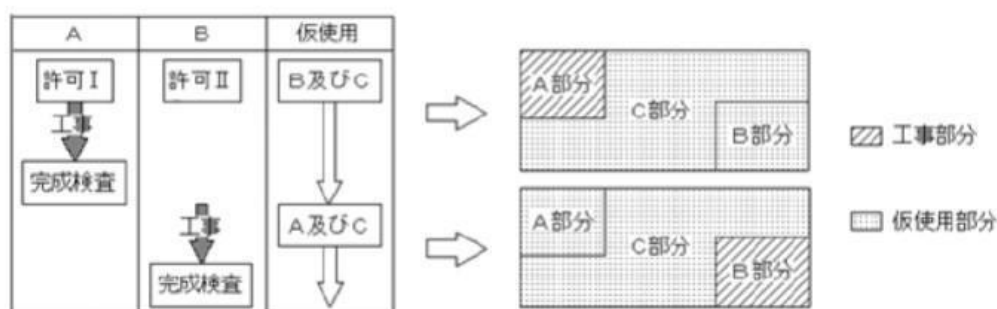 A B 仮使用
許可Ⅰ 許可Ⅱ B及びC
工事
完成検査
工事
A及びC
完成検査
A部分
C部分
B部分
A部分
C部分
B部分
工事部分
仮使用部分